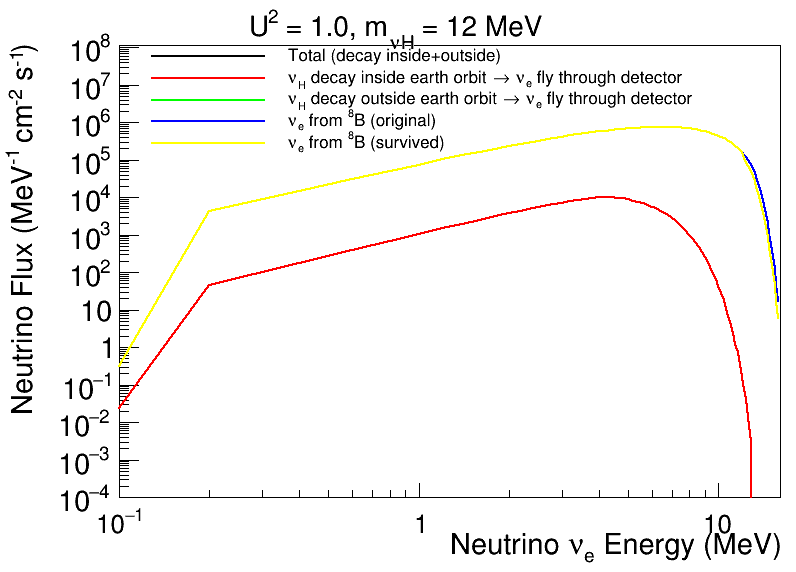 U² = 1.0, m_νH = 12 MeV
Total (decay inside+outside)
ν_H decay inside earth orbit → ν_e fly through detector
ν_H decay outside earth orbit → ν_e fly through detector
ν_e from ⁸B (original)
ν_e from ⁸B (survived)
Neutrino Flux (MeV⁻¹ cm⁻² s⁻¹)
10⁸
10⁷
10⁶
10⁵
10⁴
10³
10²
10
1
10⁻¹
10⁻²
10⁻³
10⁻⁴
10⁻¹ 1 10
Neutrino ν_e Energy (MeV)